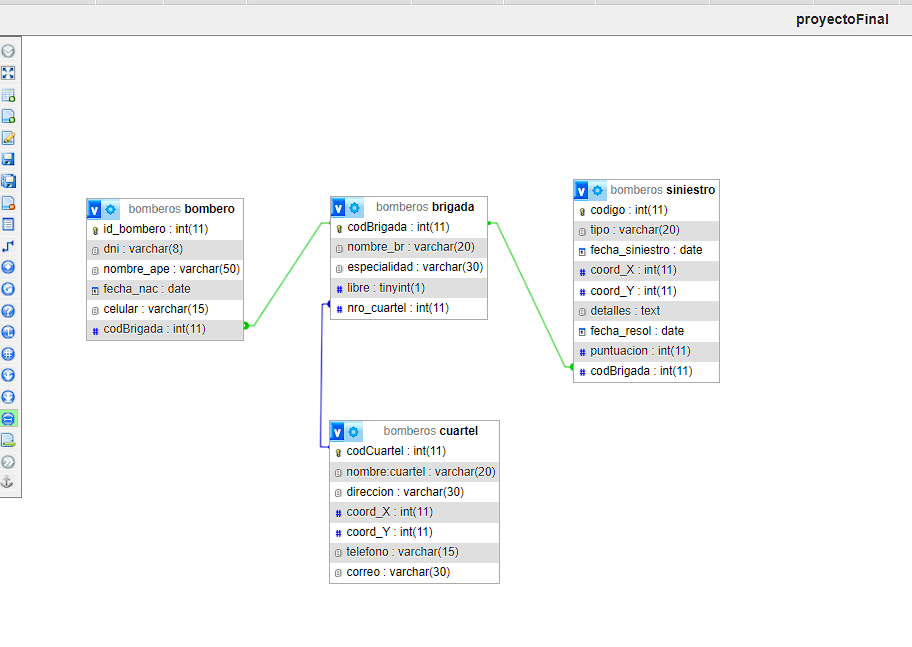 proyectoFinal
v bomberos bombero
id_bombero : int(11)
dni : varchar(8)
nombre_ape : varchar(50)
fecha_nac : date
celular : varchar(15)
codBrigada : int(11)
v bomberos brigada
codBrigada : int(11)
nombre_br : varchar(20)
especialidad : varchar(30)
libre : tinyint(1)
nro_cuartel : int(11)
v bomberos siniestro
codigo : int(11)
tipo : varchar(20)
fecha_siniestro : date
coord_X : int(11)
coord_Y : int(11)
detalles : text
fecha_resol : date
puntuacion : int(11)
codBrigada : int(11)
v bomberos cuartel
codCuartel : int(11)
nombre:cuartel : varchar(20)
direccion : varchar(30)
coord_X : int(11)
coord_Y : int(11)
telefono : varchar(15)
correo : varchar(30)